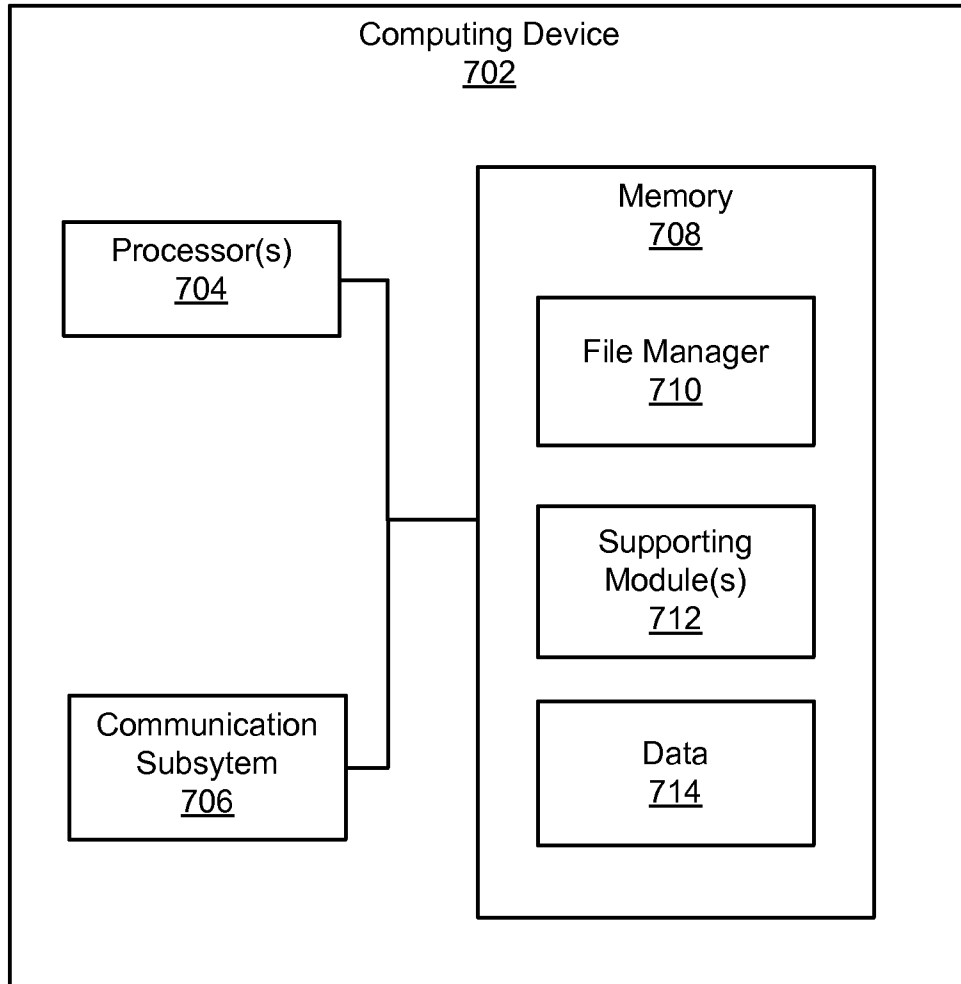 Computing Device
702
Processor(s)
704
Memory
708
File Manager
710
Supporting
Module(s)
712
Communication
Subsytem
706
Data
714